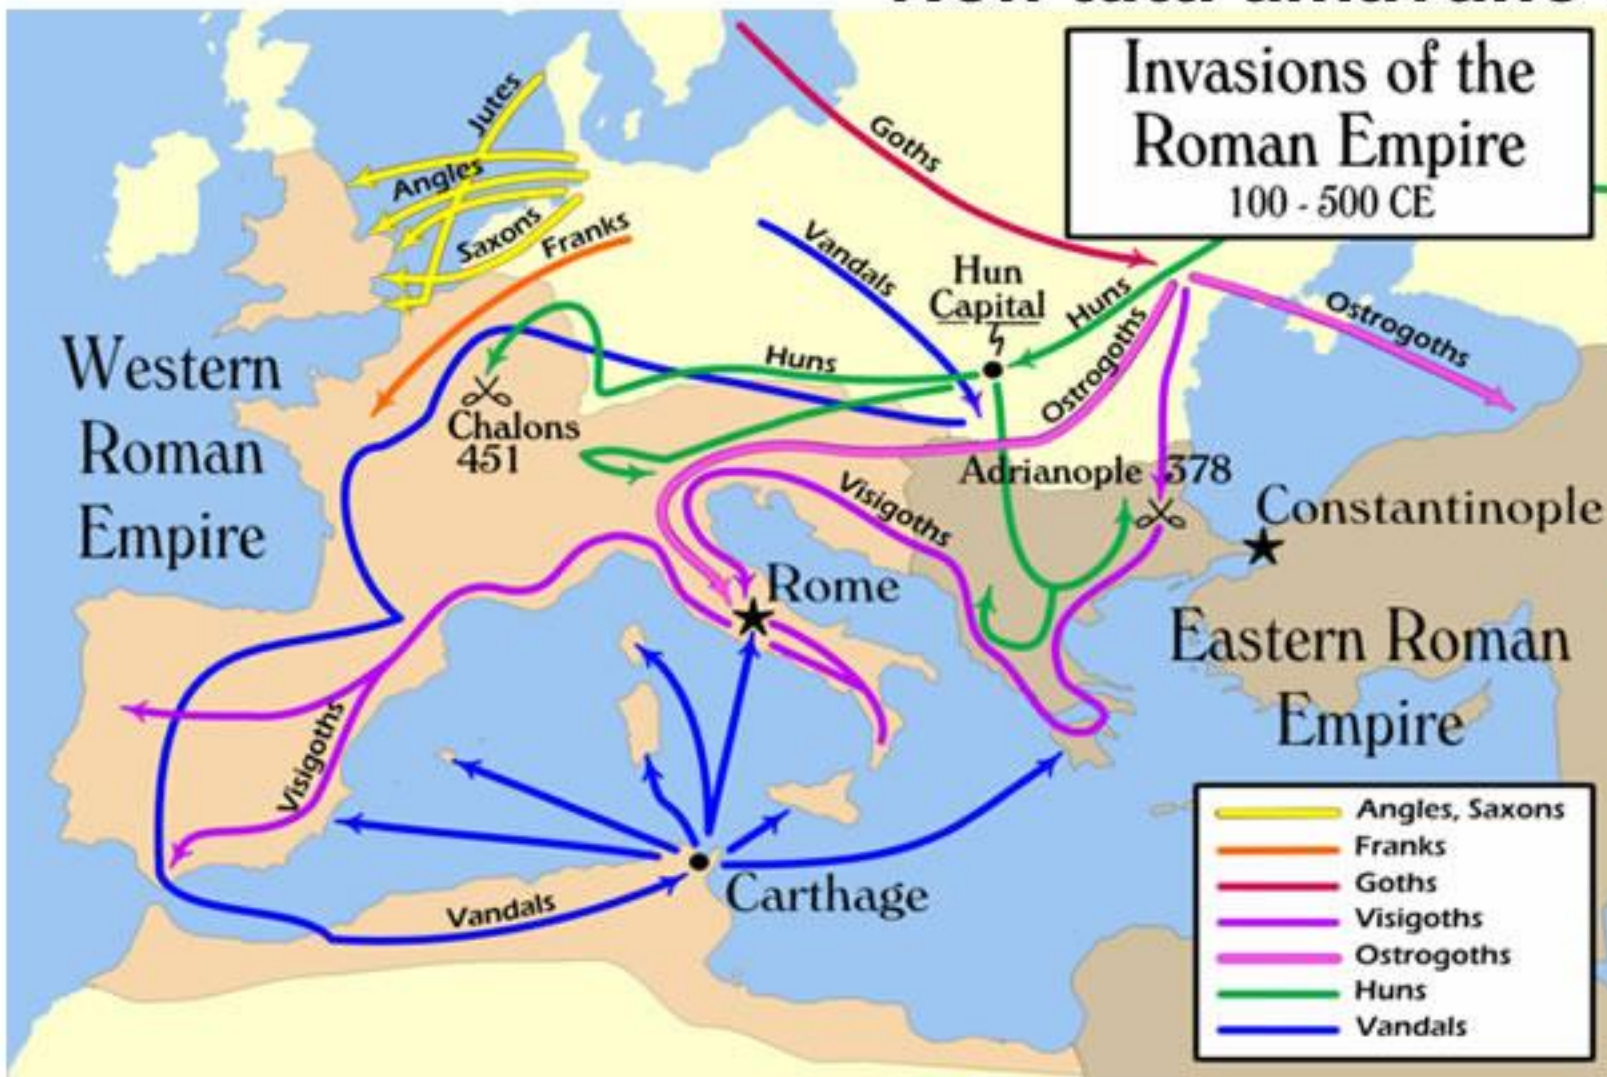 Invasions of the
Roman Empire
100 - 500 CE
Jutes
Angles
Saxons
Franks
Goths
Vandals
Hun
Capital
Huns
Ostrogoths
Ostrogoths
Huns
Western
Roman
Empire
Chalons
451
Adrianople 378
Visigoths
Constantinople
Rome
Eastern Roman
Empire
Visigoths
Carthage
Vandals
Angles, Saxons
Franks
Goths
Visigoths
Ostrogoths
Huns
Vandals